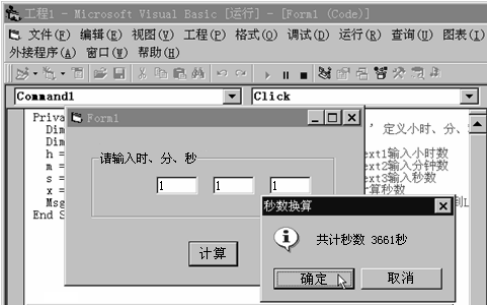 工程1 - Microsoft Visual Basic [运行] - [Form1 (Code)]
文件(F) 编辑(E) 视图(V) 工程(P) 格式(O) 调试(D) 运行(R) 查询(U) 图表(I)
外接程序(A) 窗口(W) 帮助(H)
Command1 Click
Priva
Dim ' 定义小时、分、
Dim
h = ext1输入小时数
m = ext2输入分钟数
s = ext3输入秒数
x = 算秒数
Msg
End S
Form1
请输入时、分、秒
1 1 1
计算
秒数换算
共计秒数 3661秒
确定 取消